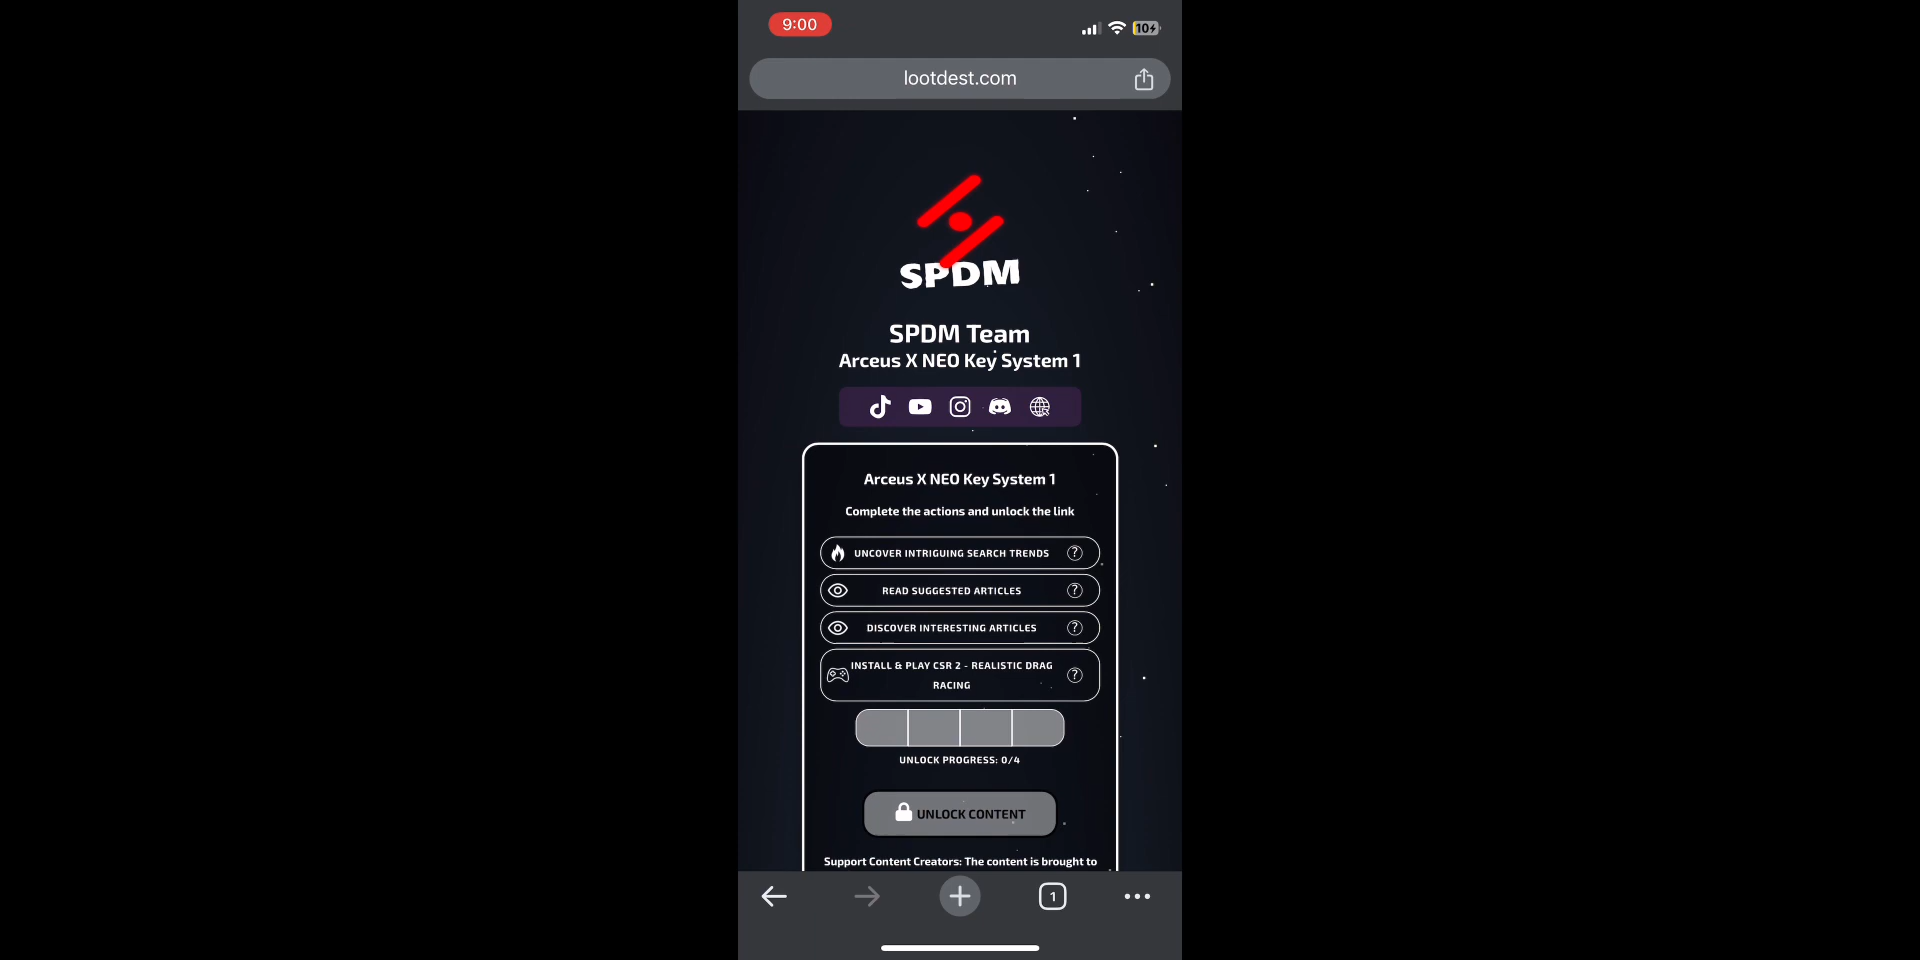 9:00
10
lootdest.com
SPDM
SPDM Team
Arceus X NEO Key System 1
Arceus X NEO Key System 1
Complete the actions and unlock the link
UNCOVER INTRIGUING SEARCH TRENDS ?
READ SUGGESTED ARTICLES ?
DISCOVER INTERESTING ARTICLES ?
INSTALL & PLAY CSR 2 - REALISTIC DRAG
RACING ?
UNLOCK PROGRESS: 0/4
UNLOCK CONTENT
Support Content Creators: The content is brought to
1